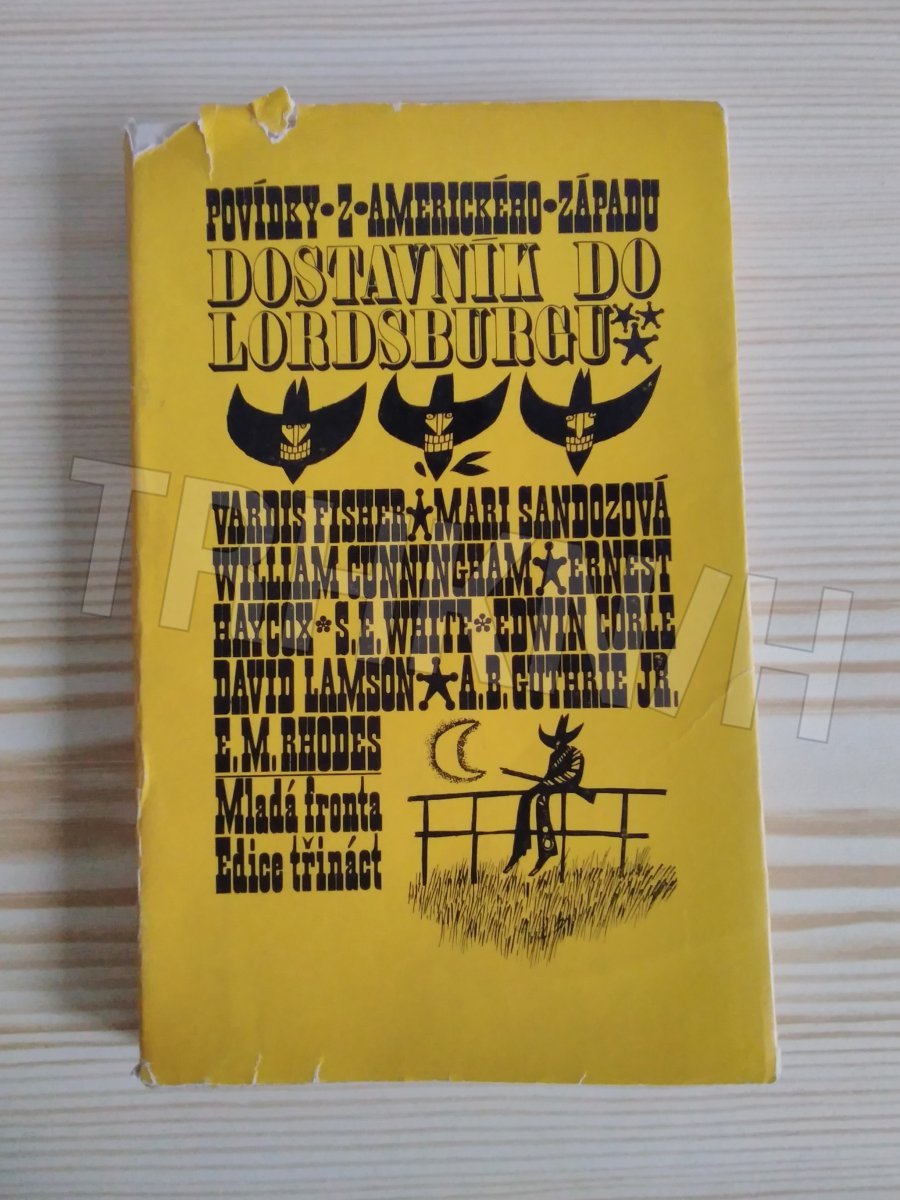 POVÍDKY•Z•AMERICKÉHO•ZÁPADU
DOSTAVNÍK DO
LORDSBURGU
VARDIS FISHER★MARI SANDOZOVÁ
WILLIAM CUNNINGHAM★ERNEST
HAYCOX*S.E.WHITE*EDWIN CORLE
DAVID LAMSON★A.B.GUTHRIE JR.
E.M.RHODES
Mladá fronta
Edice třináct